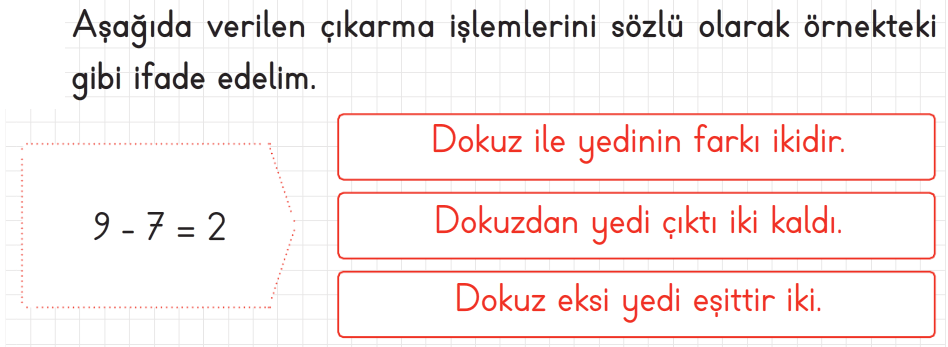 Aşağıda verilen çıkarma işlemlerini sözlü olarak örnekteki
gibi ifade edelim.
9 - 7 = 2
Dokuz ile yedinin farkı ikidir.
Dokuzdan yedi çıktı iki kaldı.
Dokuz eksi yedi eşittir iki.